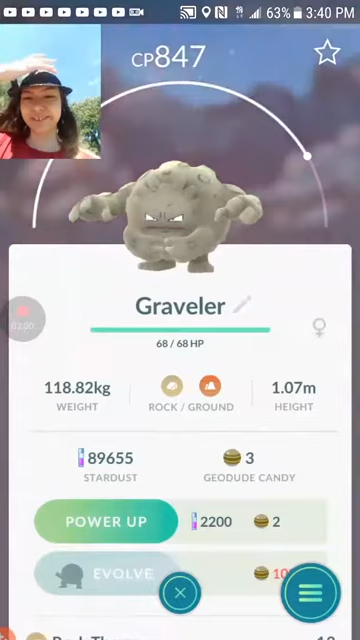 63% 3:40 PM
CP847
Graveler
68 / 68 HP
118.82kg
WEIGHT
ROCK / GROUND
1.07m
HEIGHT
89655
STARDUST
3
GEODUDE CANDY
POWER UP 2200 2
EVOLVE